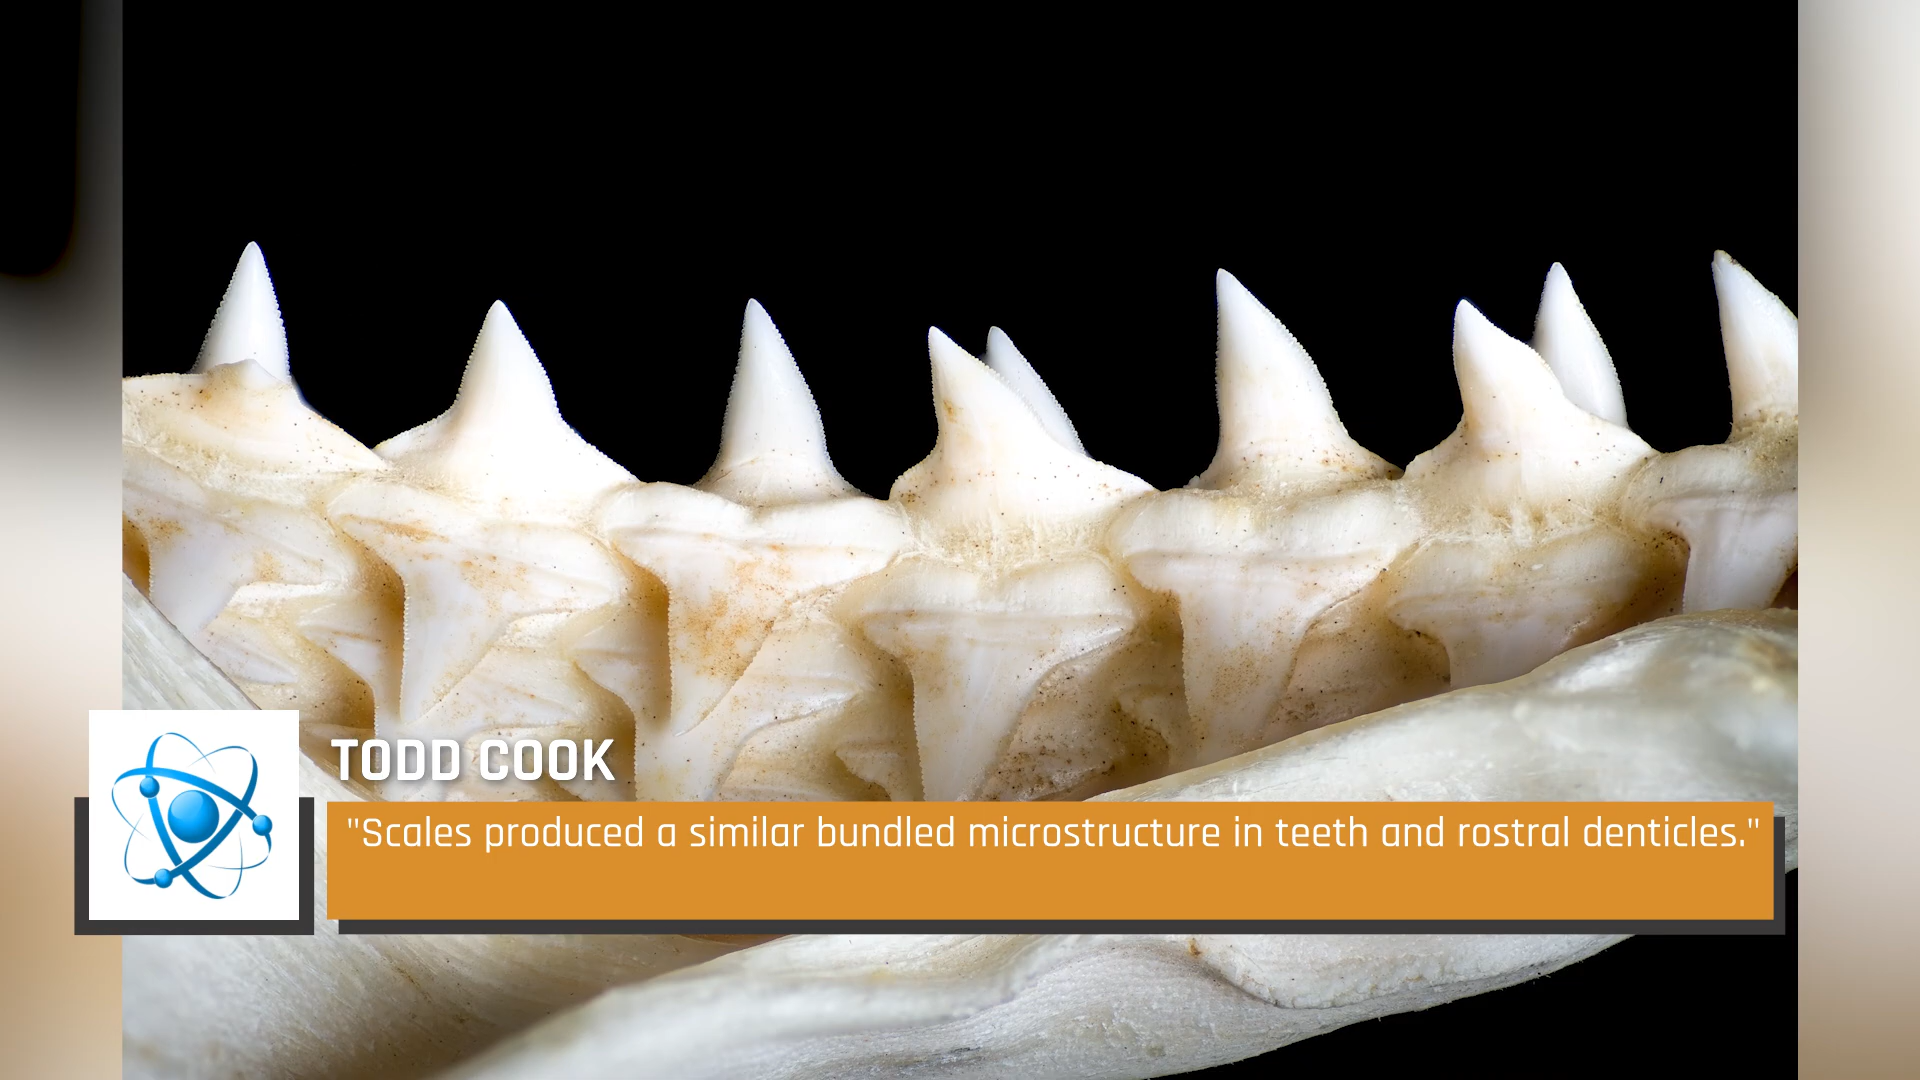 TODD COOK
"Scales produced a similar bundled microstructure in teeth and rostral denticles."